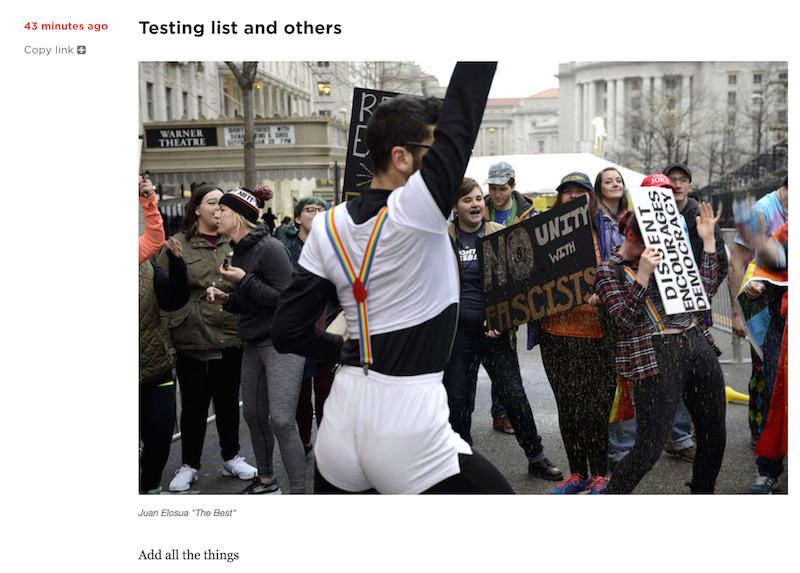 43 minutes ago
Copy link
Testing list and others
WARNER
THEATRE
NO UNITY
WITH
FASCISTS
DISSENT
ENCOURAGES
DEMOCRACY!
Juan Elosua "The Best"
Add all the things